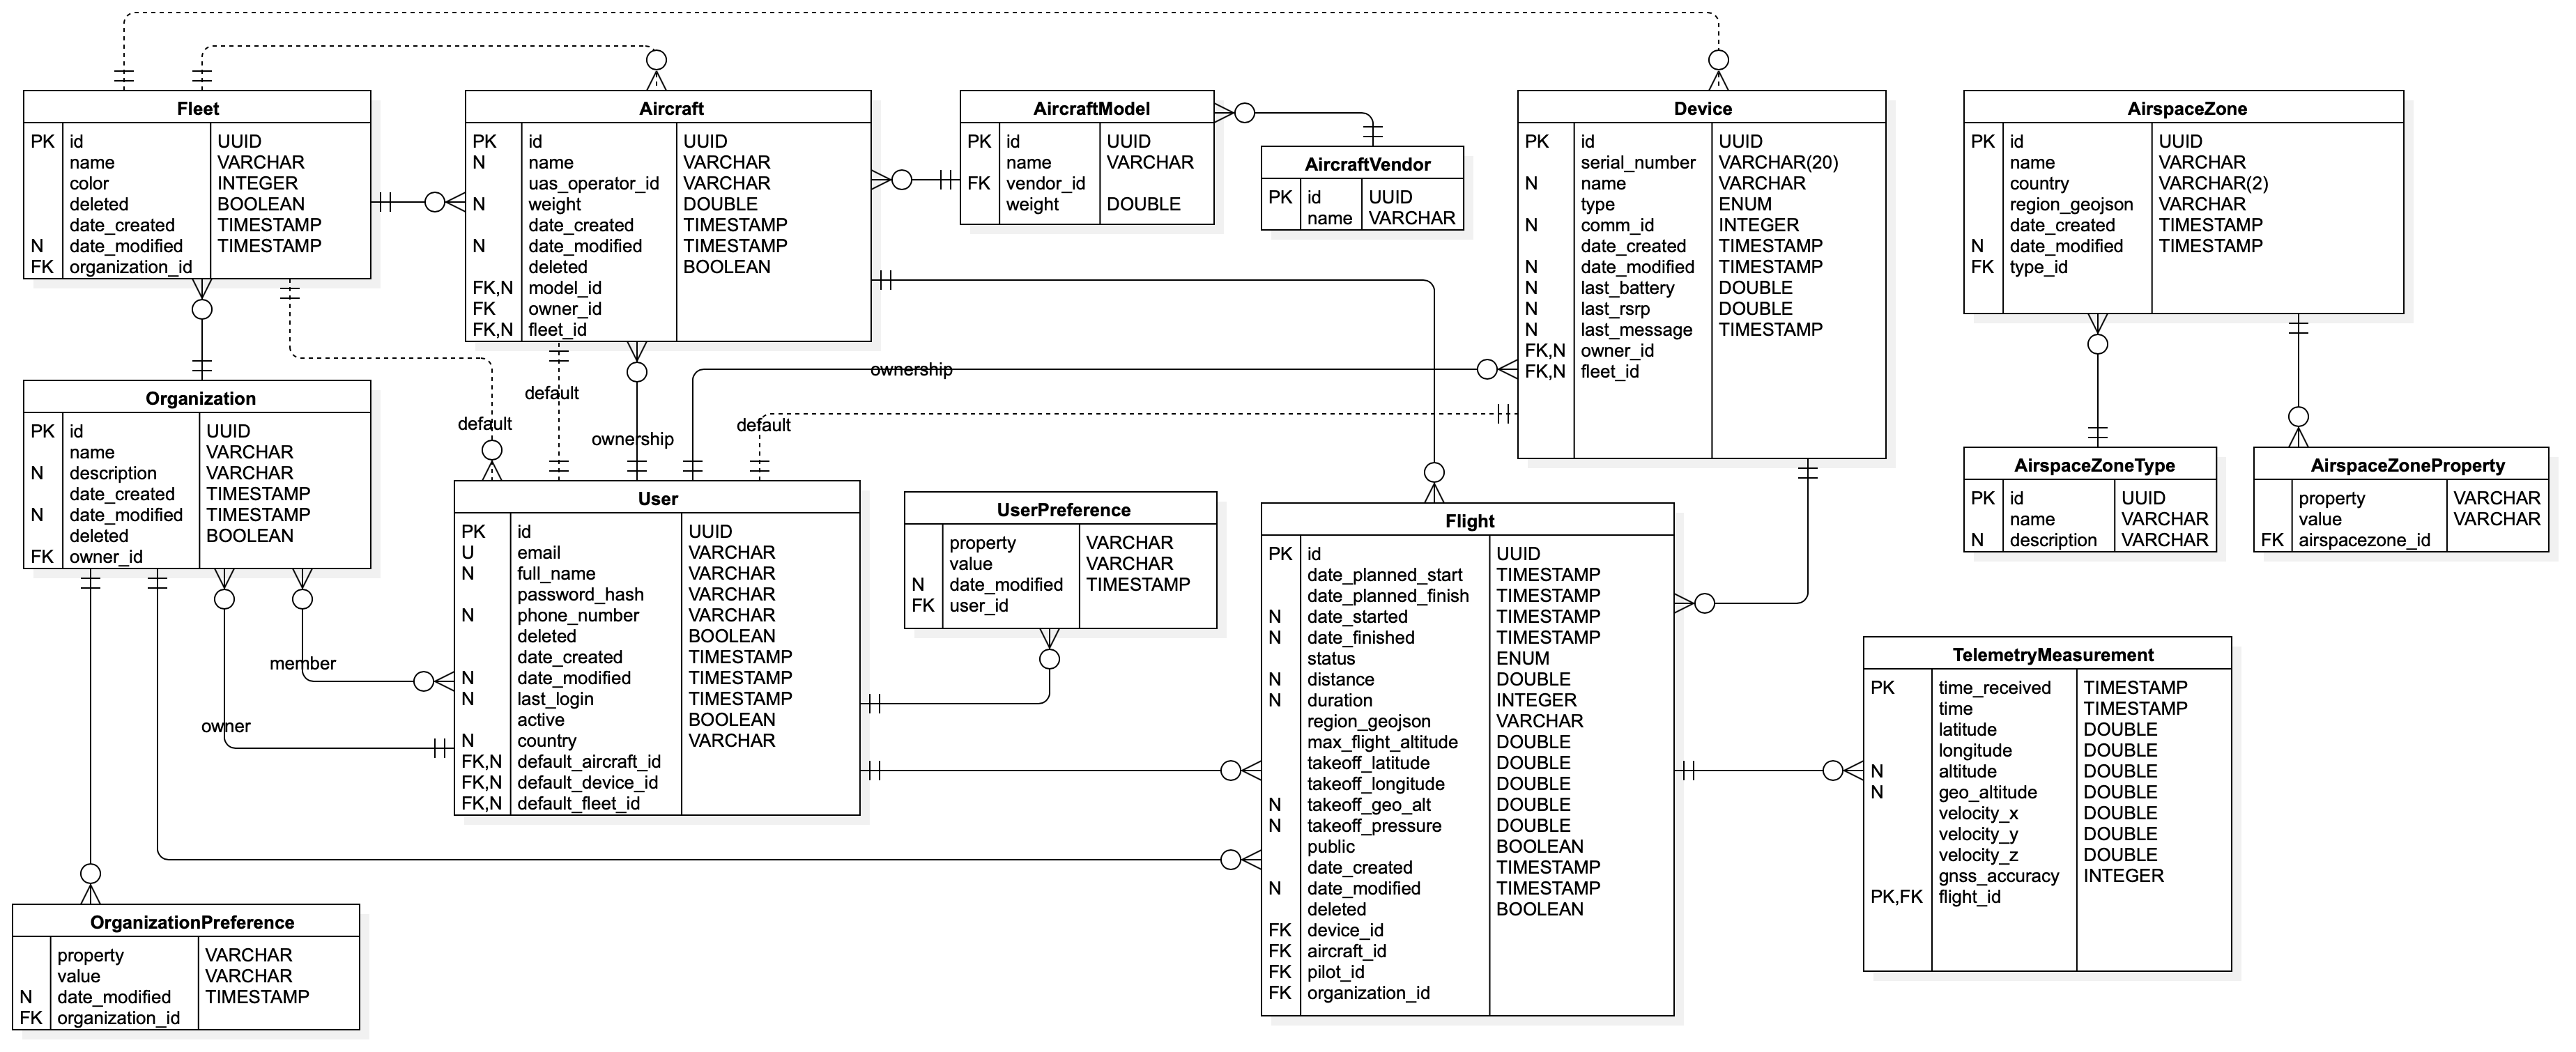 Fleet
PK id UUID
name VARCHAR
color INTEGER
deleted BOOLEAN
date_created TIMESTAMP
N date_modified TIMESTAMP
FK organization_id
Aircraft
PK id UUID
N name VARCHAR
uas_operator_id VARCHAR
N weight DOUBLE
date_created TIMESTAMP
N date_modified TIMESTAMP
deleted BOOLEAN
FK,N model_id
FK owner_id
FK,N fleet_id
AircraftModel
PK id UUID
name VARCHAR
FK vendor_id
weight DOUBLE
AircraftVendor
PK id UUID
name VARCHAR
Device
PK id UUID
serial_number VARCHAR(20)
N name VARCHAR
type ENUM
N comm_id INTEGER
date_created TIMESTAMP
N date_modified TIMESTAMP
N last_battery DOUBLE
N last_rsrp DOUBLE
N last_message TIMESTAMP
FK,N owner_id
FK,N fleet_id
AirspaceZone
PK id UUID
name VARCHAR
country VARCHAR(2)
region_geojson VARCHAR
date_created TIMESTAMP
N date_modified TIMESTAMP
FK type_id
ownership
default
default
default
ownership
Organization
PK id UUID
name VARCHAR
N description VARCHAR
date_created TIMESTAMP
N date_modified TIMESTAMP
deleted BOOLEAN
FK owner_id
User
PK id UUID
U email VARCHAR
N full_name VARCHAR
password_hash VARCHAR
N phone_number VARCHAR
deleted BOOLEAN
date_created TIMESTAMP
N date_modified TIMESTAMP
N last_login TIMESTAMP
active BOOLEAN
N country VARCHAR
FK,N default_aircraft_id
FK,N default_device_id
FK,N default_fleet_id
UserPreference
property VARCHAR
value VARCHAR
N date_modified TIMESTAMP
FK user_id
Flight
PK id UUID
date_planned_start TIMESTAMP
date_planned_finish TIMESTAMP
N date_started TIMESTAMP
N date_finished TIMESTAMP
status ENUM
N distance DOUBLE
N duration INTEGER
region_geojson VARCHAR
max_flight_altitude DOUBLE
takeoff_latitude DOUBLE
takeoff_longitude DOUBLE
N takeoff_geo_alt DOUBLE
N takeoff_pressure DOUBLE
public BOOLEAN
date_created TIMESTAMP
N date_modified TIMESTAMP
deleted BOOLEAN
FK device_id
FK aircraft_id
FK pilot_id
FK organization_id
AirspaceZoneType
PK id UUID
name VARCHAR
N description VARCHAR
AirspaceZoneProperty
property VARCHAR
value VARCHAR
FK airspacezone_id
TelemetryMeasurement
PK time_received TIMESTAMP
time TIMESTAMP
latitude DOUBLE
longitude DOUBLE
N altitude DOUBLE
N geo_altitude DOUBLE
velocity_x DOUBLE
velocity_y DOUBLE
velocity_z DOUBLE
gnss_accuracy INTEGER
PK,FK flight_id
member
owner
OrganizationPreference
property VARCHAR
value VARCHAR
N date_modified TIMESTAMP
FK organization_id